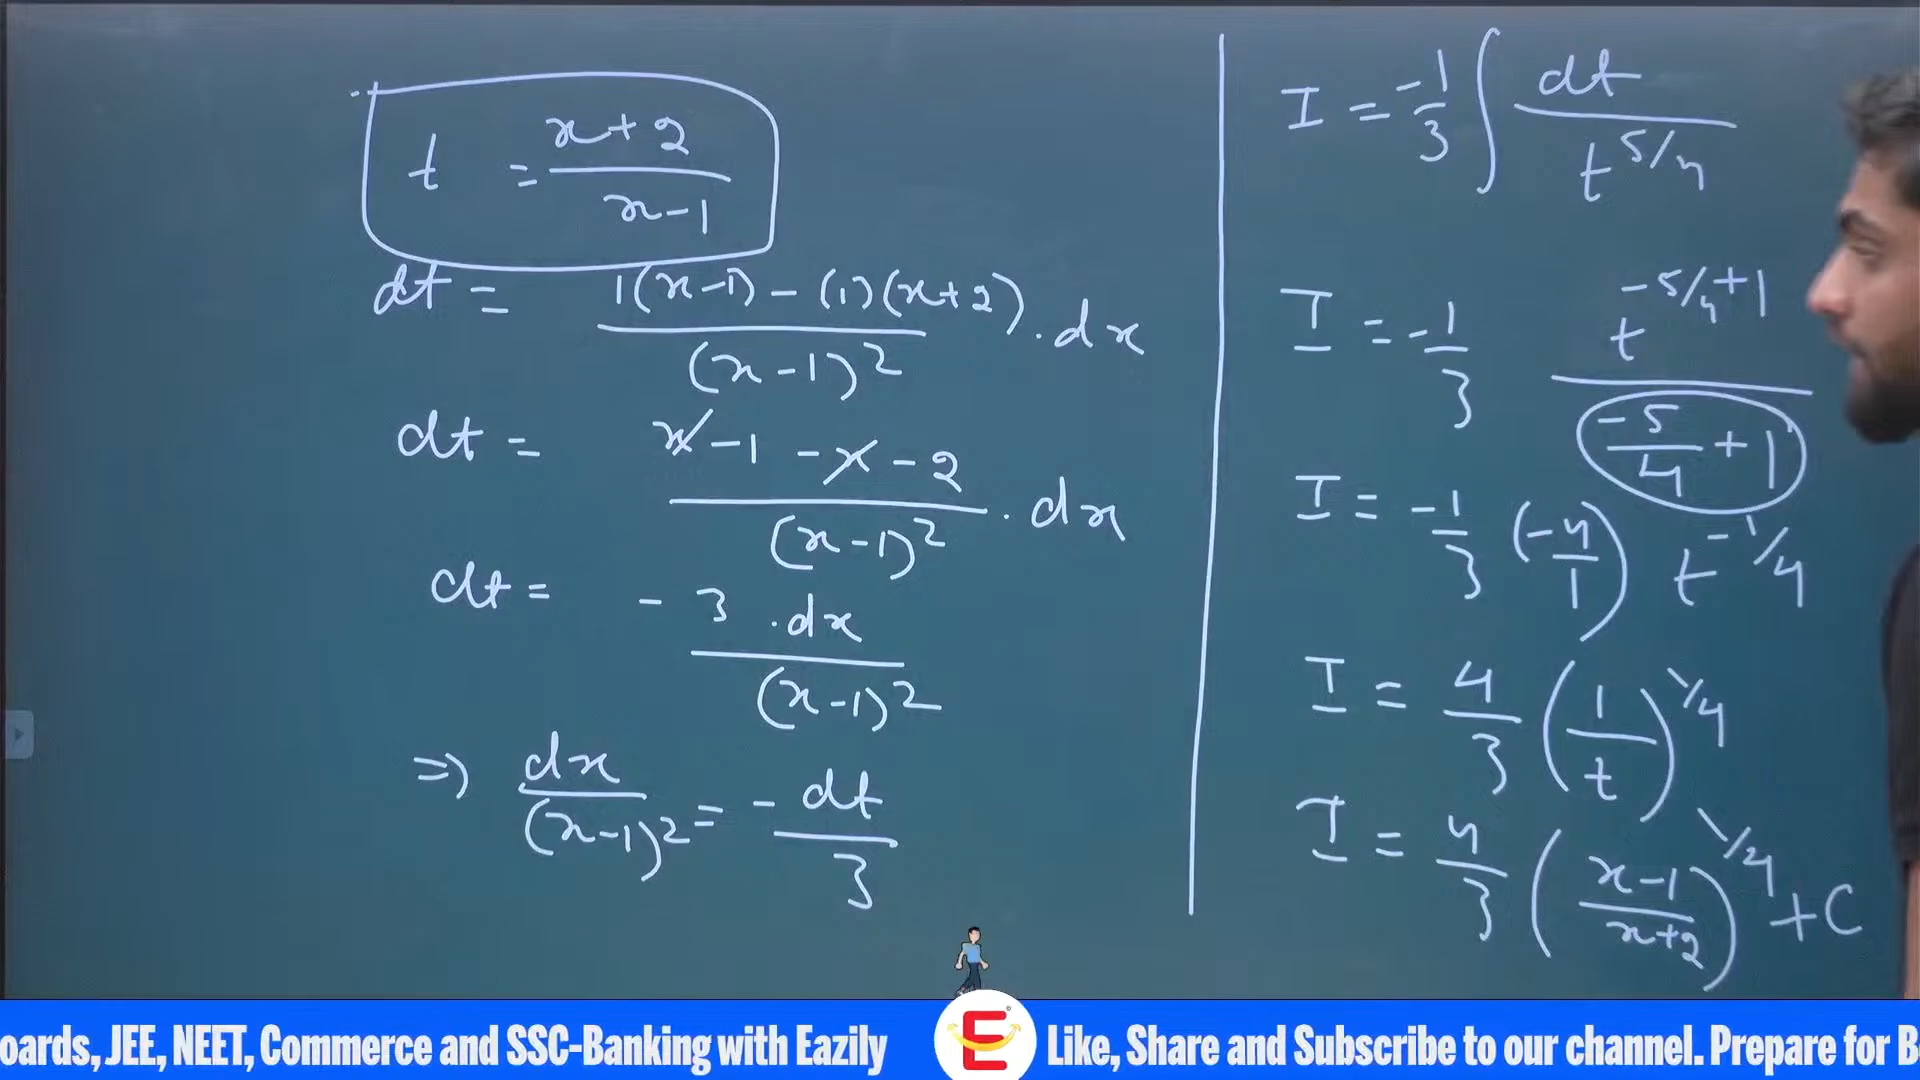 t = x+2 / x-1
dt = 1(x-1) - (1)(x+2) / (x-1)² . dx
dt = x-1 -x-2 / (x-1)² . dx
dt = -3 . dx / (x-1)²
⇒ dx / (x-1)² = - dt / 3
I = -1/3 ∫ dt / t^5/4
I = -1/3 t^-5/4+1 / -5/4 + 1
I = -1/3 (-4/1) t^-1/4
I = 4/3 (1/t)^1/4
I = 4/3 (x-1 / x+2)^1/4 + C
oards, JEE, NEET, Commerce and SSC-Banking with Eazily
E
Like, Share and Subscribe to our channel. Prepare for B